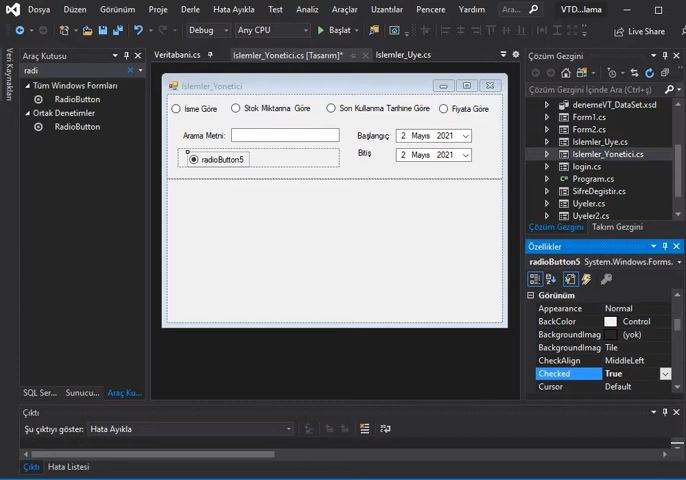 Dosya Düzenle Derle Hata Ayıkla Test Analiz Araçlar Uzantılar Pencere Yardım Ara... VTD...lama
Debug Any CPU Başlat Live Share
Veri Kaynakları
Araç Kutusu
radi
Tüm Windows Formları
RadioButton
Ortak Denetimler
RadioButton
SQL Ser... Sunucu... Araç Ku...
Veritabani.cs Islemler_Yonetici.cs [Tasarım]* Islemler_Uye.cs
Islemler_Yonetici
İsme Göre Stok Miktarına Göre Son Kullanma Tarihine Göre Fiyata Göre
Arama Metni: Başlangıç 2 Mayıs 2021
radioButton5 Bitiş 2 Mayıs 2021
Çözüm Gezgini
Çözüm Gezgini içinde Ara (Ctrl+ş)
denemeVT_DataSet.xsd
Form1.cs
Form2.cs
Islemler_Uye.cs
Islemler_Yonetici.cs
login.cs
Program.cs
SifreDegistir.cs
Uyeler.cs
Uyeler2.cs
Çözüm Gezgini Takım Gezgini
Özellikler
radioButton5 System.Windows.Forms.
Görünüm
Appearance Normal
BackColor Control
BackgroundImag (yok)
BackgroundImag Tile
CheckAlign MiddleLeft
Checked True
Cursor Default
Çıktı
Şu çıktıyı göster: Hata Ayıkla
Çıktı Hata Listesi